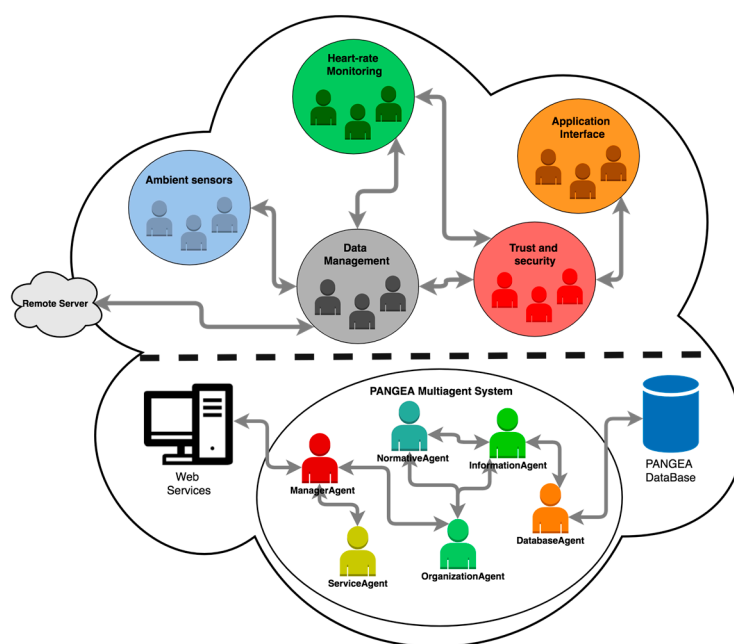 Heart-rate
Monitoring
Application
Interface
Ambient sensors
Data
Management
Trust and
security
Remote Server
PANGEA Multiagent System
Web
Services
ManagerAgent
NormativeAgent
InformationAgent
PANGEA
DataBase
ServiceAgent
OrganizationAgent
DatabaseAgent